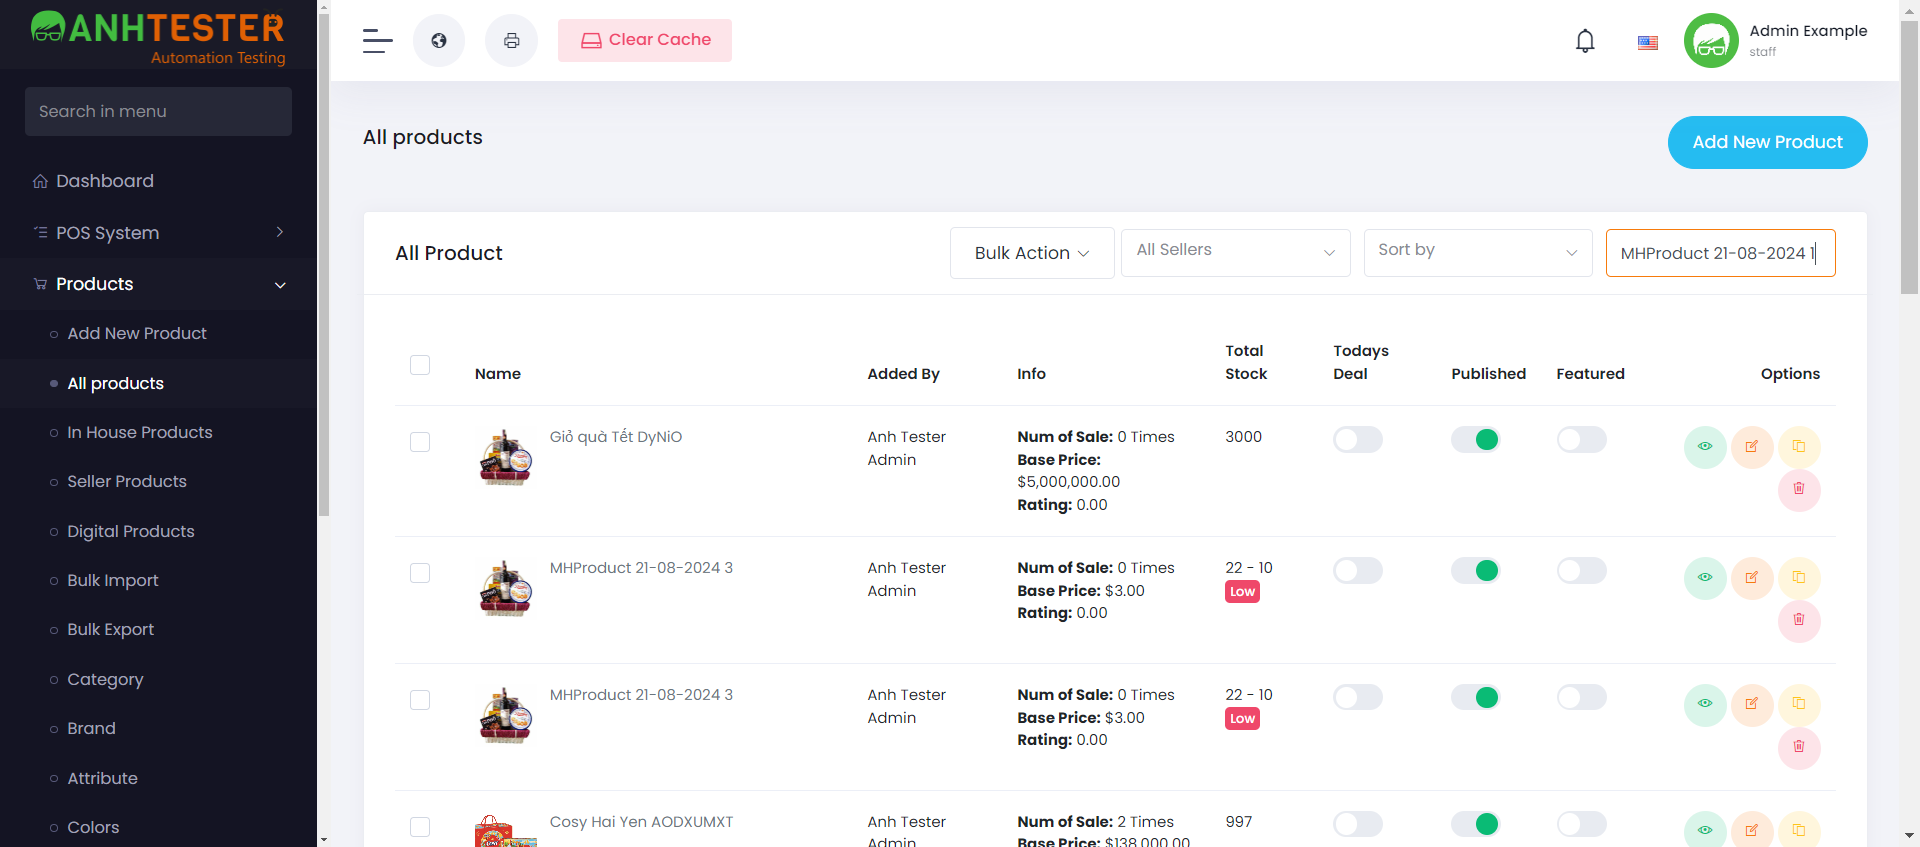 ANHTESTER
Automation Testing
Search in menu
Dashboard
POS System
Products
Add New Product
All products
In House Products
Seller Products
Digital Products
Bulk Import
Bulk Export
Category
Brand
Attribute
Colors
Clear Cache
Admin Example
staff
All products
Add New Product
All Product
Bulk Action
All Sellers
Sort by
MHProduct 21-08-2024 1
Name
Added By
Info
Total Stock
Todays Deal
Published
Featured
Options
Giỏ quà Tết DyNiO
Anh Tester Admin
Num of Sale: 0 Times
Base Price:
$5,000,000.00
Rating: 0.00
3000
MHProduct 21-08-2024 3
Anh Tester Admin
Num of Sale: 0 Times
Base Price: $3.00
Rating: 0.00
22 - 10
Low
MHProduct 21-08-2024 3
Anh Tester Admin
Num of Sale: 0 Times
Base Price: $3.00
Rating: 0.00
22 - 10
Low
Cosy Hai Yen AODXUMXT
Anh Tester Admin
Num of Sale: 2 Times
Base Price: $138,000.00
997